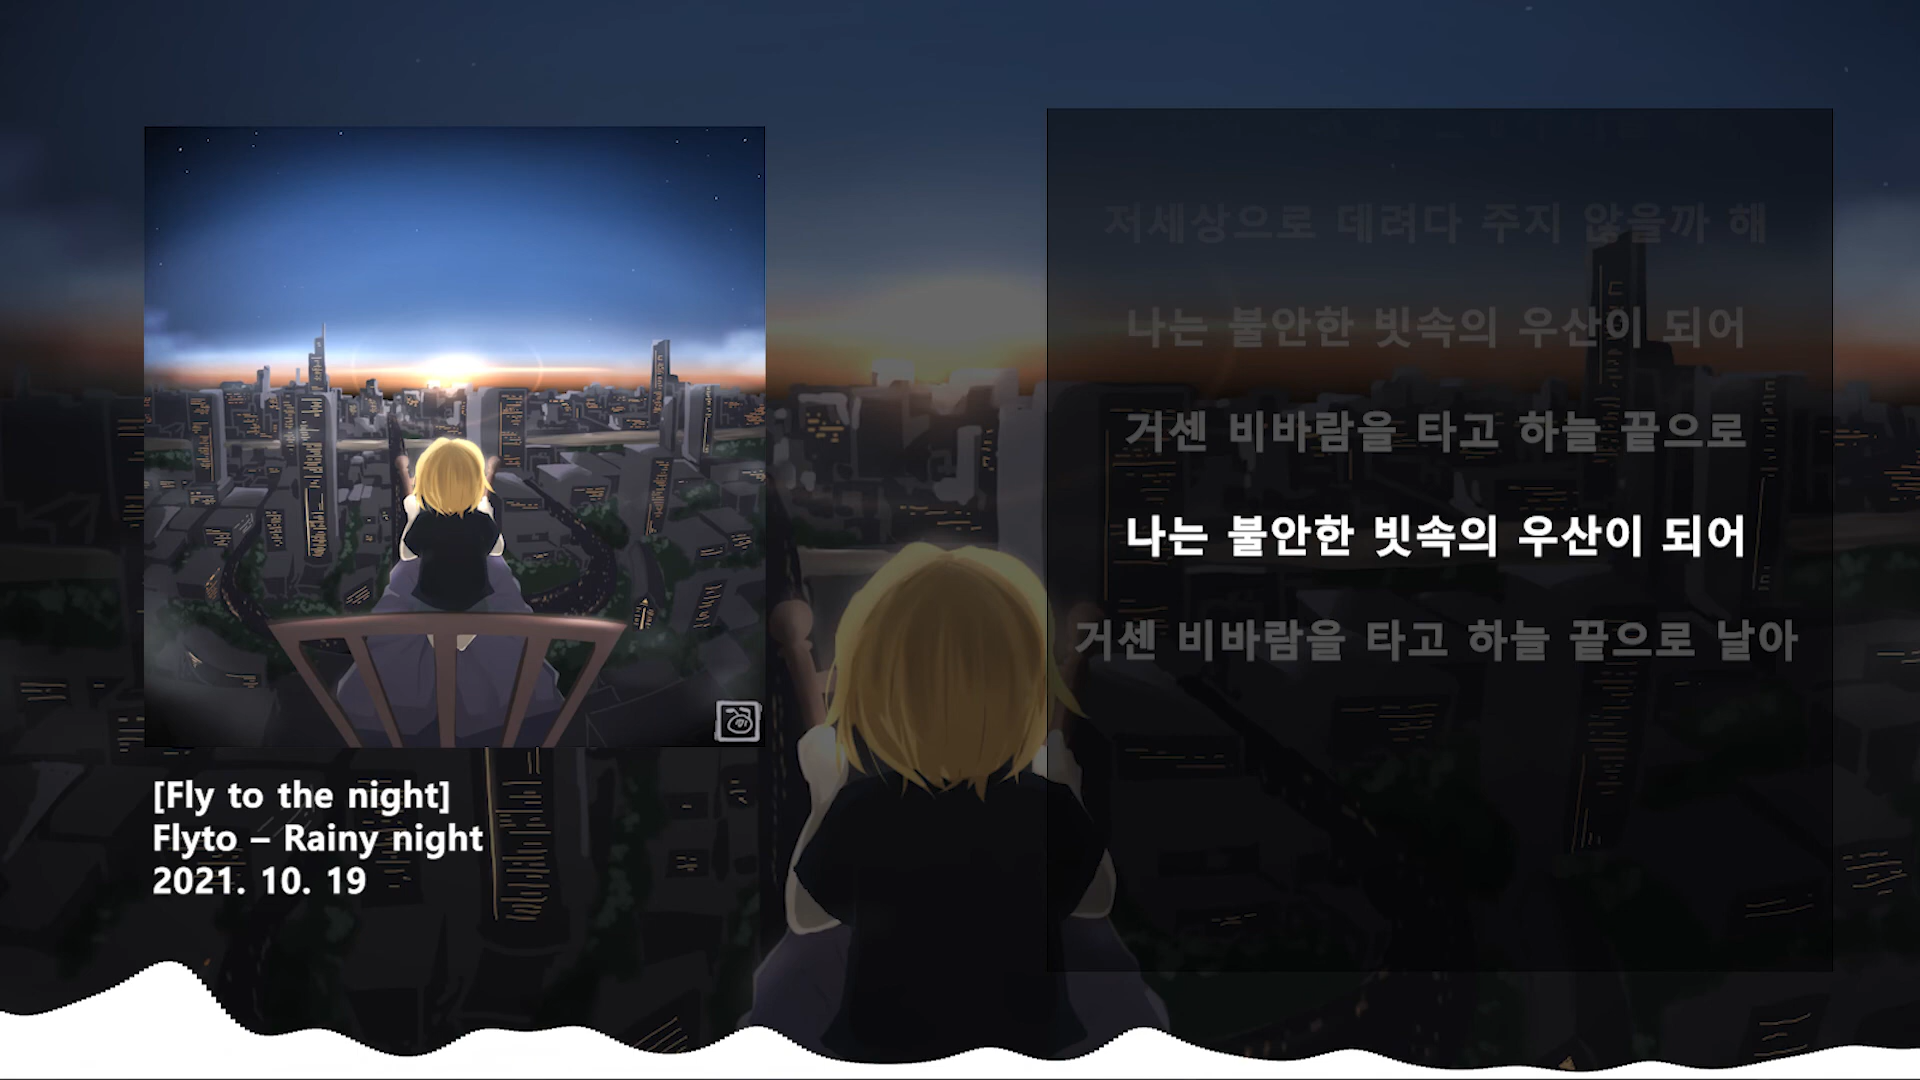 저세상으로 데려다 주지 않을까 해
나는 불안한 빗속의 우산이 되어
거센 비바람을 타고 하늘 끝으로
나는 불안한 빗속의 우산이 되어
거센 비바람을 타고 하늘 끝으로 날아
[Fly to the night]
Flyto – Rainy night
2021. 10. 19